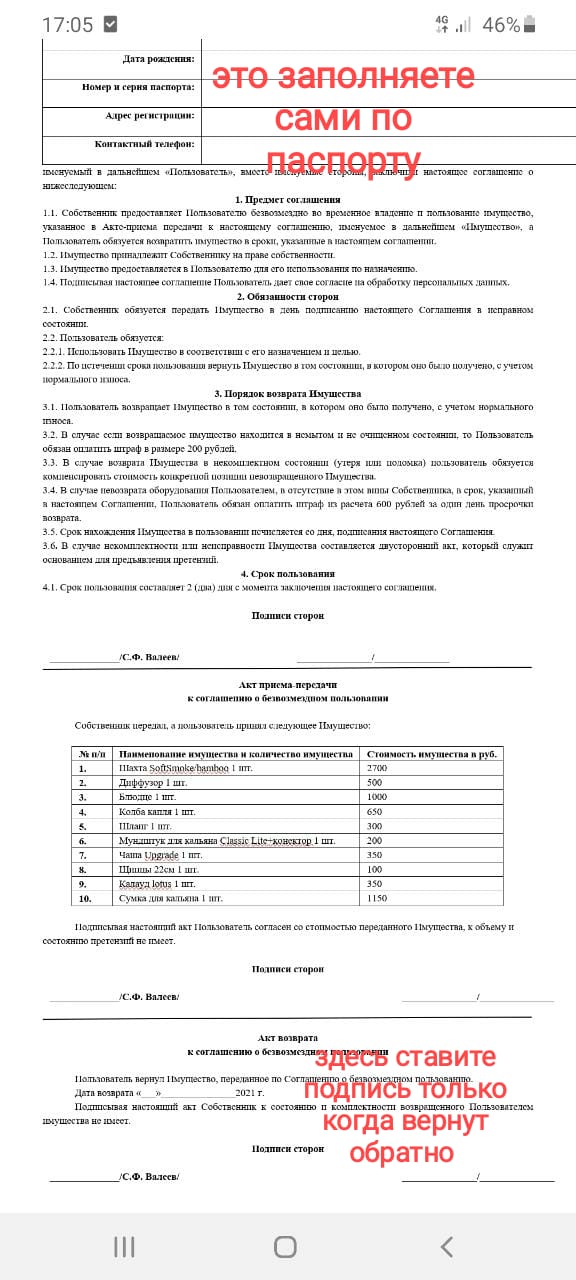 17:05
4G
46%
Дата рождения:
Номер и серия паспорта:
Адрес регистрации:
Контактный телефон:
это заполняете
сами по
паспорту
именуемый в дальнейшем «Пользователь», вместе именуемые стороны, заключили настоящее соглашение о
нижеследующем:
1. Предмет соглашения
1.1. Собственник предоставляет Пользователю безвозмездно во временное владение и пользование имущество,
указанное в Акте-приема передачи к настоящему соглашению, именуемое в дальнейшем «Имущество», а
Пользователь обязуется возвратить имущество в сроки, указанные в настоящем соглашении.
1.2. Имущество принадлежит Собственнику на праве собственности.
1.3. Имущество предоставляется в Пользователю для его использования по назначению.
1.4. Подписывая настоящее соглашение Пользователь дает свое согласие на обработку персональных данных.
2. Обязанности сторон
2.1. Собственник обязуется передать Имущество в день подписанию настоящего Соглашения в исправном
состоянии.
2.2. Пользователь обязуется:
2.2.1. Использовать Имущество в соответствии с его назначением и целью.
2.2.2. По истечении срока пользования вернуть Имущество в том состоянии, в котором оно было получено, с учетом
нормального износа.
3. Порядок возврата Имущества
3.1. Пользователь возвращает Имущество в том состоянии, в котором оно было получено, с учетом нормального
износа.
3.2. В случае если возвращаемое имущество находится в немытом и не очищенном состоянии, то Пользователь
обязан оплатить штраф в размере 200 рублей.
3.3. В случае возврата Имущества в некомплектном состоянии (утеря или поломка) пользователь обязуется
компенсировать стоимость конкретной позиции невозвращенного Имущества.
3.4. В случае невозврата оборудования Пользователем, в отсутствие в этом вины Собственника, в срок, указанный
в настоящем Соглашении, Пользователь обязан оплатить штраф из расчета 600 рублей за один день просрочки
возврата.
3.5. Срок нахождения Имущества в пользовании исчисляется со дня, подписания настоящего Соглашения.
3.6. В случае некомплектности или неисправности Имущества составляется двусторонний акт, который служит
основанием для предъявления претензий.
4. Срок пользования
4.1. Срок пользования составляет 2 (два) дня с момента заключения настоящего соглашения.
Подписи сторон
______________/С.Ф. Валеев/ _______________/_______________
Акт приема-передачи
к соглашению о безвозмездном пользовании
Собственник передал, а пользователь принял следующее Имущество:
№ п/п Наименование имущества и количество имущества Стоимость имущества в руб.
1. Шахта SoftSmoke/bamboo 1 шт. 2700
2. Диффузор 1 шт. 500
3. Блюдце 1 шт. 1000
4. Колба капля 1 шт. 650
5. Шланг 1 шт. 300
6. Мундштук для кальяна Classic Lite+конектор 1 шт. 200
7. Чаша Upgrade 1 шт. 350
8. Щипцы 22см 1 шт. 100
9. Калауд lotus 1 шт. 350
10. Сумка для кальяна 1 шт. 1150
Подписывая настоящий акт Пользователь согласен со стоимостью переданного Имущества, к объему и
состоянию претензий не имеет.
Подписи сторон
______________/С.Ф. Валеев/ _______________/_______________
Акт возврата
к соглашению о безвозмездном пользовании
Пользователь вернул Имущество, переданное по Соглашению о безвозмездном пользованию.
Дата возврата «___»_______________2021 г.
Подписывая настоящий акт Собственник к состоянию и комплектности возвращенного Пользователем
имущества не имеет.
здесь ставите
подпись только
когда вернут
обратно
Подписи сторон
______________/С.Ф. Валеев/ _______________/_______________